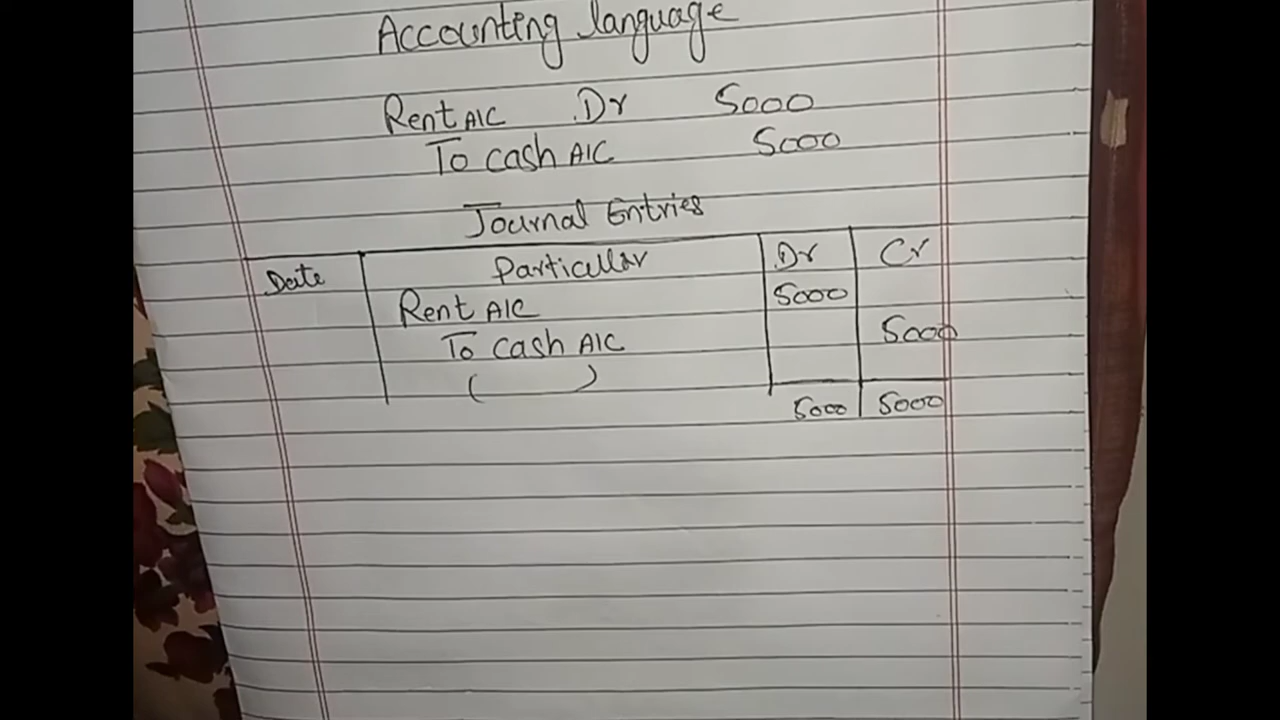 Accounting language
Rent A/C Dr 5000
To cash A/C 5000
Journal Entries
Date Particular Dr Cr
Rent A/C 5000
To cash A/C 5000
( )
5000 5000